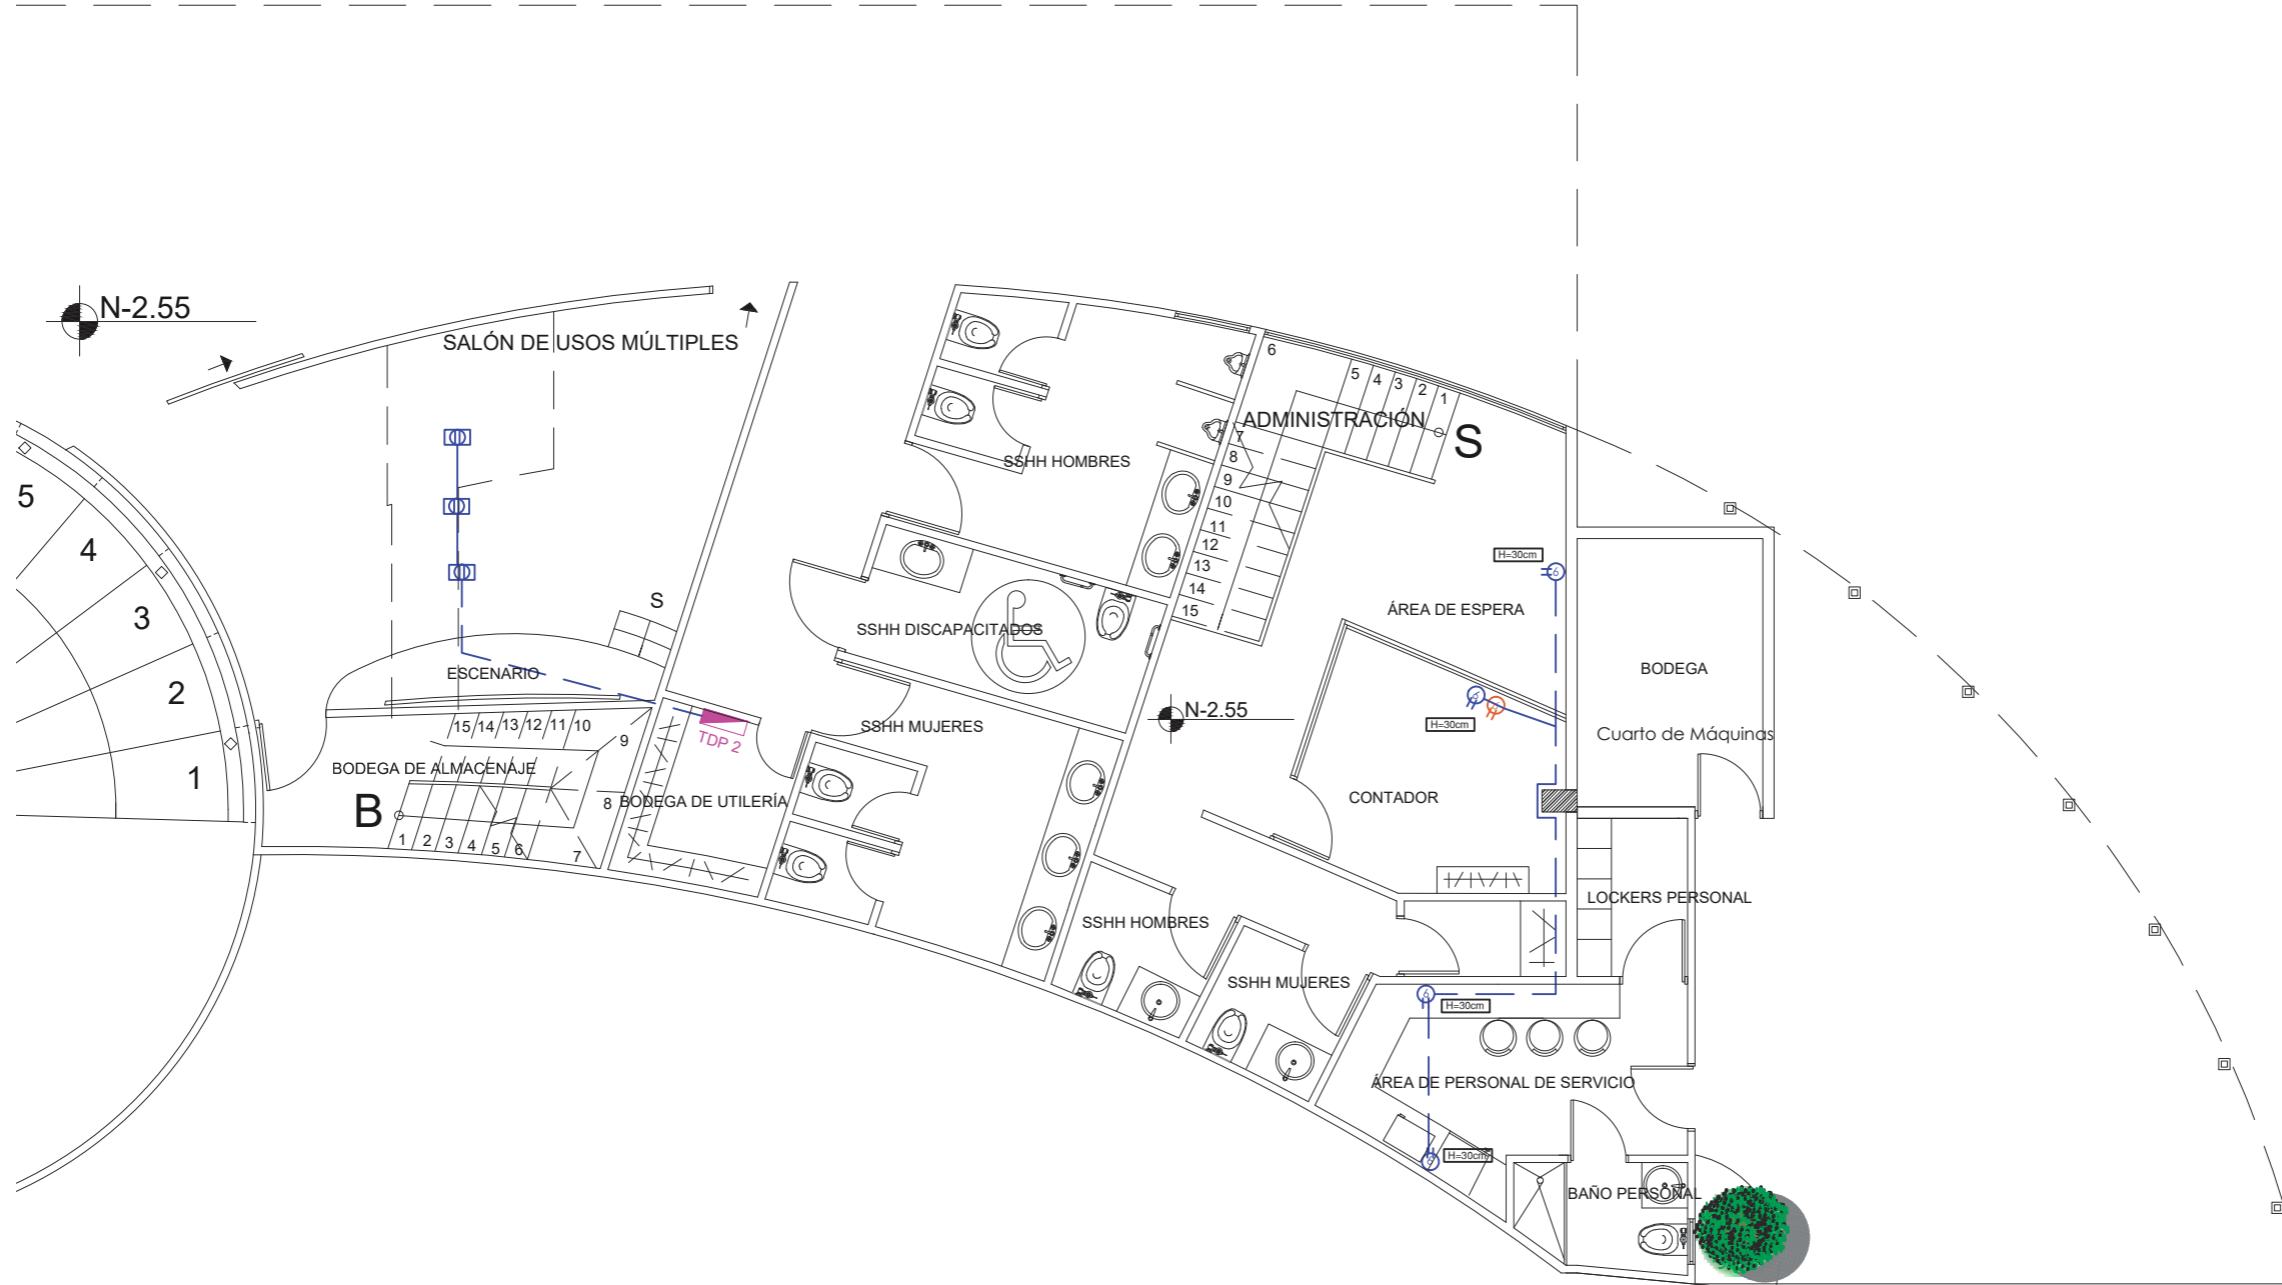 N-2.55
SALÓN DE USOS MÚLTIPLES
6
5
4
3
2
1
ADMINISTRACIÓN
S
7
8
9
10
11
12
13
14
15
SSHH HOMBRES
5
4
3
2
1
H=30cm
6
ÁREA DE ESPERA
S
SSHH DISCAPACITADOS
ESCENARIO
BODEGA
N-2.55
6
H=30cm
SSHH MUJERES
TDP 2
Cuarto de Máquinas
15
14
13
12
11
10
9
BODEGA DE ALMACENAJE
8
BODEGA DE UTILERÍA
CONTADOR
B
1
2
3
4
5
6
7
LOCKERS PERSONAL
SSHH HOMBRES
SSHH MUJERES
6
H=30cm
ÁREA DE PERSONAL DE SERVICIO
H=30cm
6
BAÑO PERSONAL